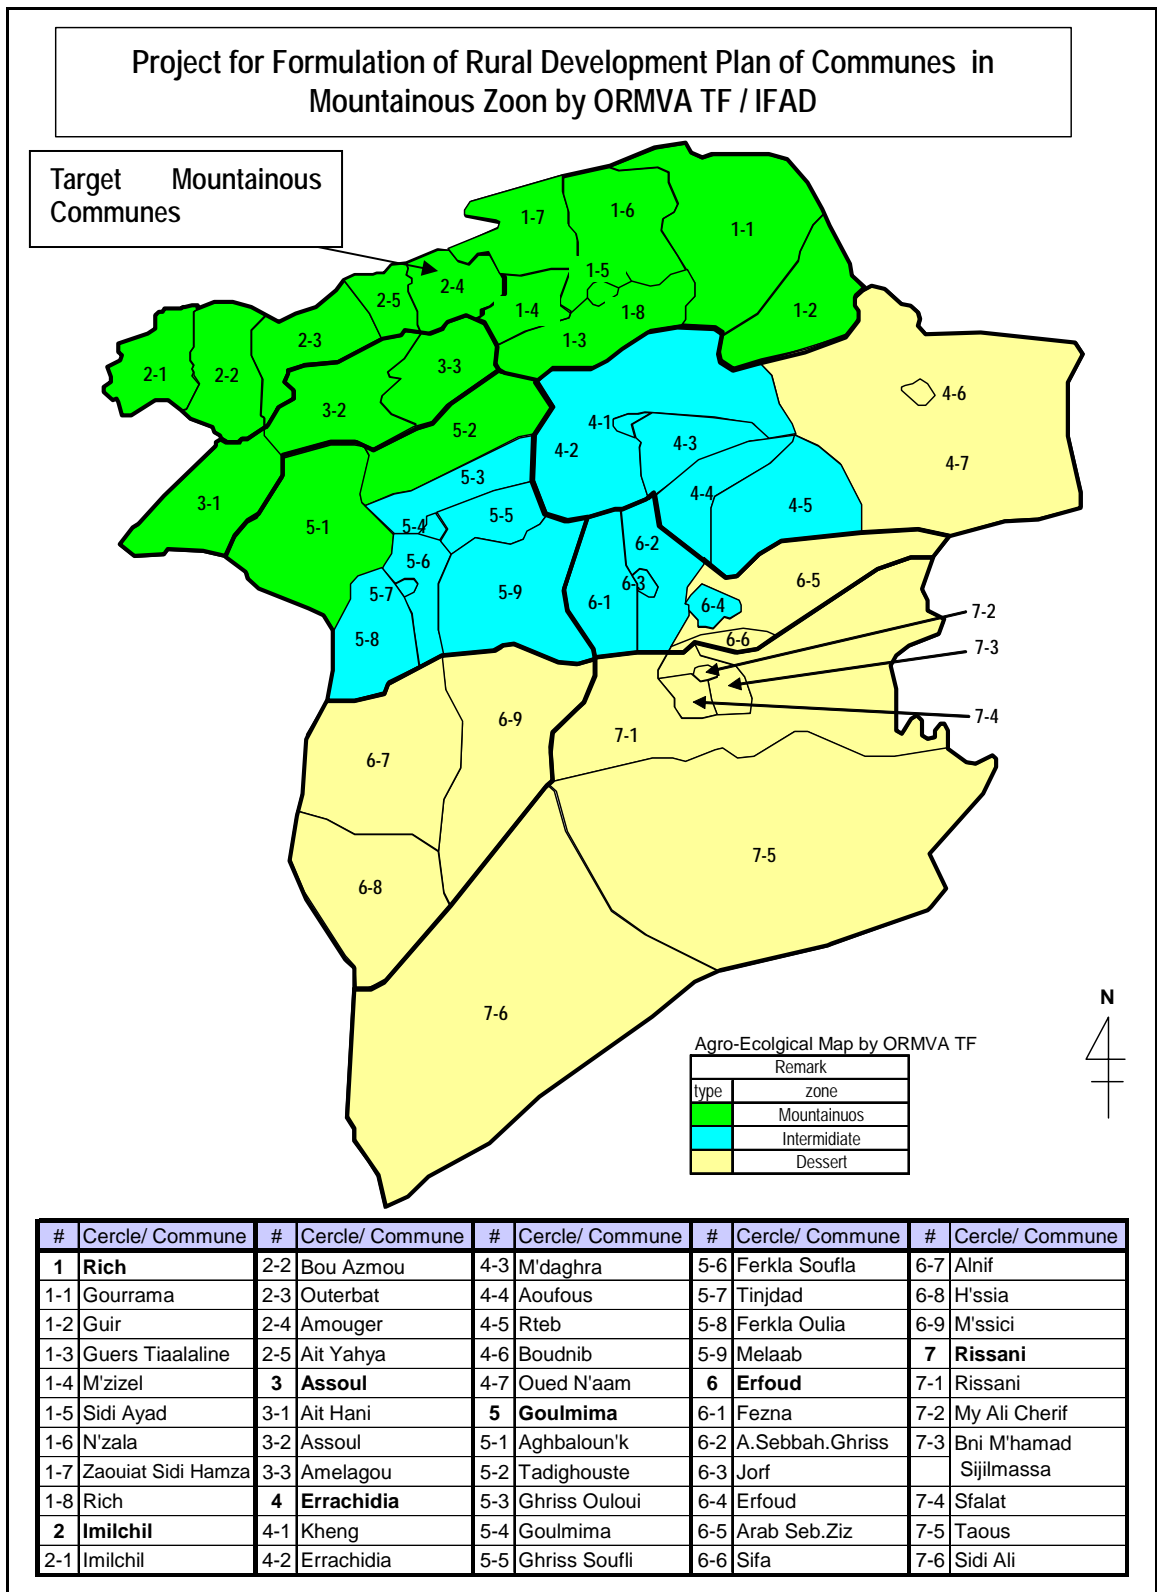 Project for Formulation of Rural Development Plan of Communes in
Mountainous Zoon by ORMVA TF / IFAD
Target Mountainous
Communes
1-7
1-6
1-1
1-5
2-4
2-5
1-4
1-8
1-2
2-3
1-3
3-3
2-1
2-2
4-6
3-2
5-2
4-1
4-3
4-2
4-7
5-3
4-4
3-1
4-5
5-5
5-1
5-4
6-2
5-6
6-5
6-3
5-7
5-9
6-1
6-4
7-2
5-8
6-6
7-3
7-4
6-9
7-1
6-7
7-5
6-8
7-6
N
Agro-Ecolgical Map by ORMVA TF
Remark
type zone
Mountainuos
Intermidiate
Dessert
# Cercle/ Commune # Cercle/ Commune # Cercle/ Commune # Cercle/ Commune # Cercle/ Commune
1 Rich 2-2 Bou Azmou 4-3 M'daghra 5-6 Ferkla Soufla 6-7 Alnif
1-1 Gourrama 2-3 Outerbat 4-4 Aoufous 5-7 Tinjdad 6-8 H'ssia
1-2 Guir 2-4 Amouger 4-5 Rteb 5-8 Ferkla Oulia 6-9 M'ssici
1-3 Guers Tiaalaline 2-5 Ait Yahya 4-6 Boudnib 5-9 Melaab 7 Rissani
1-4 M'zizel 3 Assoul 4-7 Oued N'aam 6 Erfoud 7-1 Rissani
1-5 Sidi Ayad 3-1 Ait Hani 5 Goulmima 6-1 Fezna 7-2 My Ali Cherif
1-6 N'zala 3-2 Assoul 5-1 Aghbaloun'k 6-2 A.Sebbah.Ghriss 7-3 Bni M'hamad
1-7 Zaouiat Sidi Hamza 3-3 Amelagou 5-2 Tadighouste 6-3 Jorf Sijilmassa
1-8 Rich 4 Errachidia 5-3 Ghriss Ouloui 6-4 Erfoud 7-4 Sfalat
2 Imilchil 4-1 Kheng 5-4 Goulmima 6-5 Arab Seb.Ziz 7-5 Taous
2-1 Imilchil 4-2 Errachidia 5-5 Ghriss Soufli 6-6 Sifa 7-6 Sidi Ali